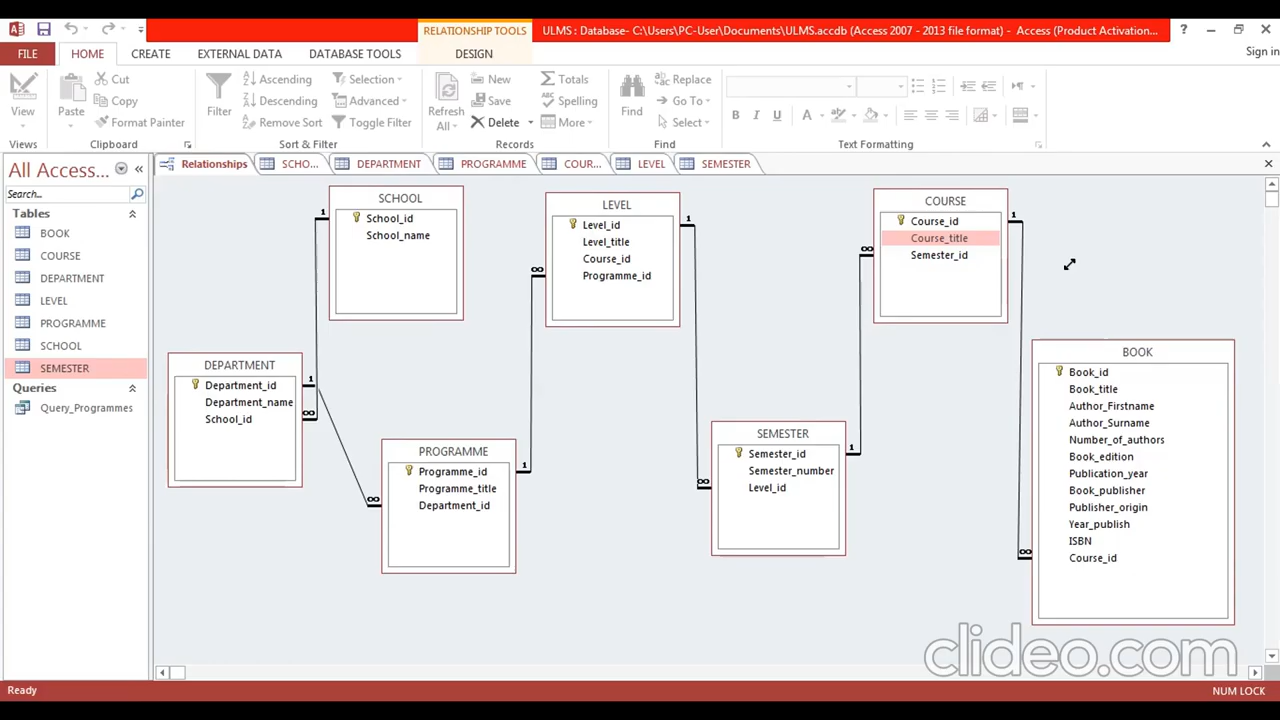 RELATIONSHIP TOOLS
ULMS : Database- C:\Users\PC-User\Documents\ULMS.accdb (Access 2007 - 2013 file format) - Access (Product Activation...
?
FILE
HOME
CREATE
EXTERNAL DATA
DATABASE TOOLS
DESIGN
Sign in
View
Views
Paste
Cut
Copy
Format Painter
Clipboard
Filter
Ascending
Descending
Remove Sort
Selection
Advanced
Toggle Filter
Sort & Filter
Refresh
All
New
Save
Delete
Totals
Spelling
More
Records
Find
Replace
Go To
Select
Find
B I U A
Text Formatting
All Access...
Search...
Tables
BOOK
COURSE
DEPARTMENT
LEVEL
PROGRAMME
SCHOOL
SEMESTER
Queries
Query_Programmes
Relationships
SCHO...
DEPARTMENT
PROGRAMME
COUR...
LEVEL
SEMESTER
SCHOOL
School_id
School_name
1
DEPARTMENT
Department_id
Department_name
School_id
1
∞
PROGRAMME
Programme_id
Programme_title
Department_id
1
∞
LEVEL
Level_id
Level_title
Course_id
Programme_id
1
∞
SEMESTER
Semester_id
Semester_number
Level_id
1
∞
COURSE
Course_id
Course_title
Semester_id
1
∞
BOOK
Book_id
Book_title
Author_Firstname
Author_Surname
Number_of_authors
Book_edition
Publication_year
Book_publisher
Publisher_origin
Year_publish
ISBN
Course_id
∞
clideo.com
Ready
NUM LOCK